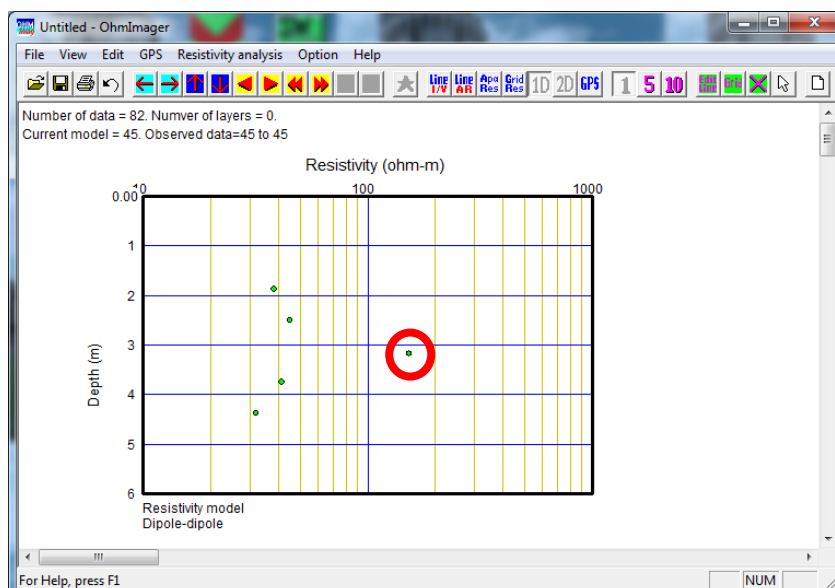 Untitled - OhmImager
File View Edit GPS Resistivity analysis Option Help
Line I/V Line AR Apa Res Grid Res 1D 2D GPS 1 5 10
Number of data = 82. Numver of layers = 0.
Current model = 45. Observed data=45 to 45
Resistivity (ohm-m)
10 100 1000
0.00
1
2
3
4
5
6
Depth (m)
Resistivity model
Dipole-dipole
For Help, press F1 NUM